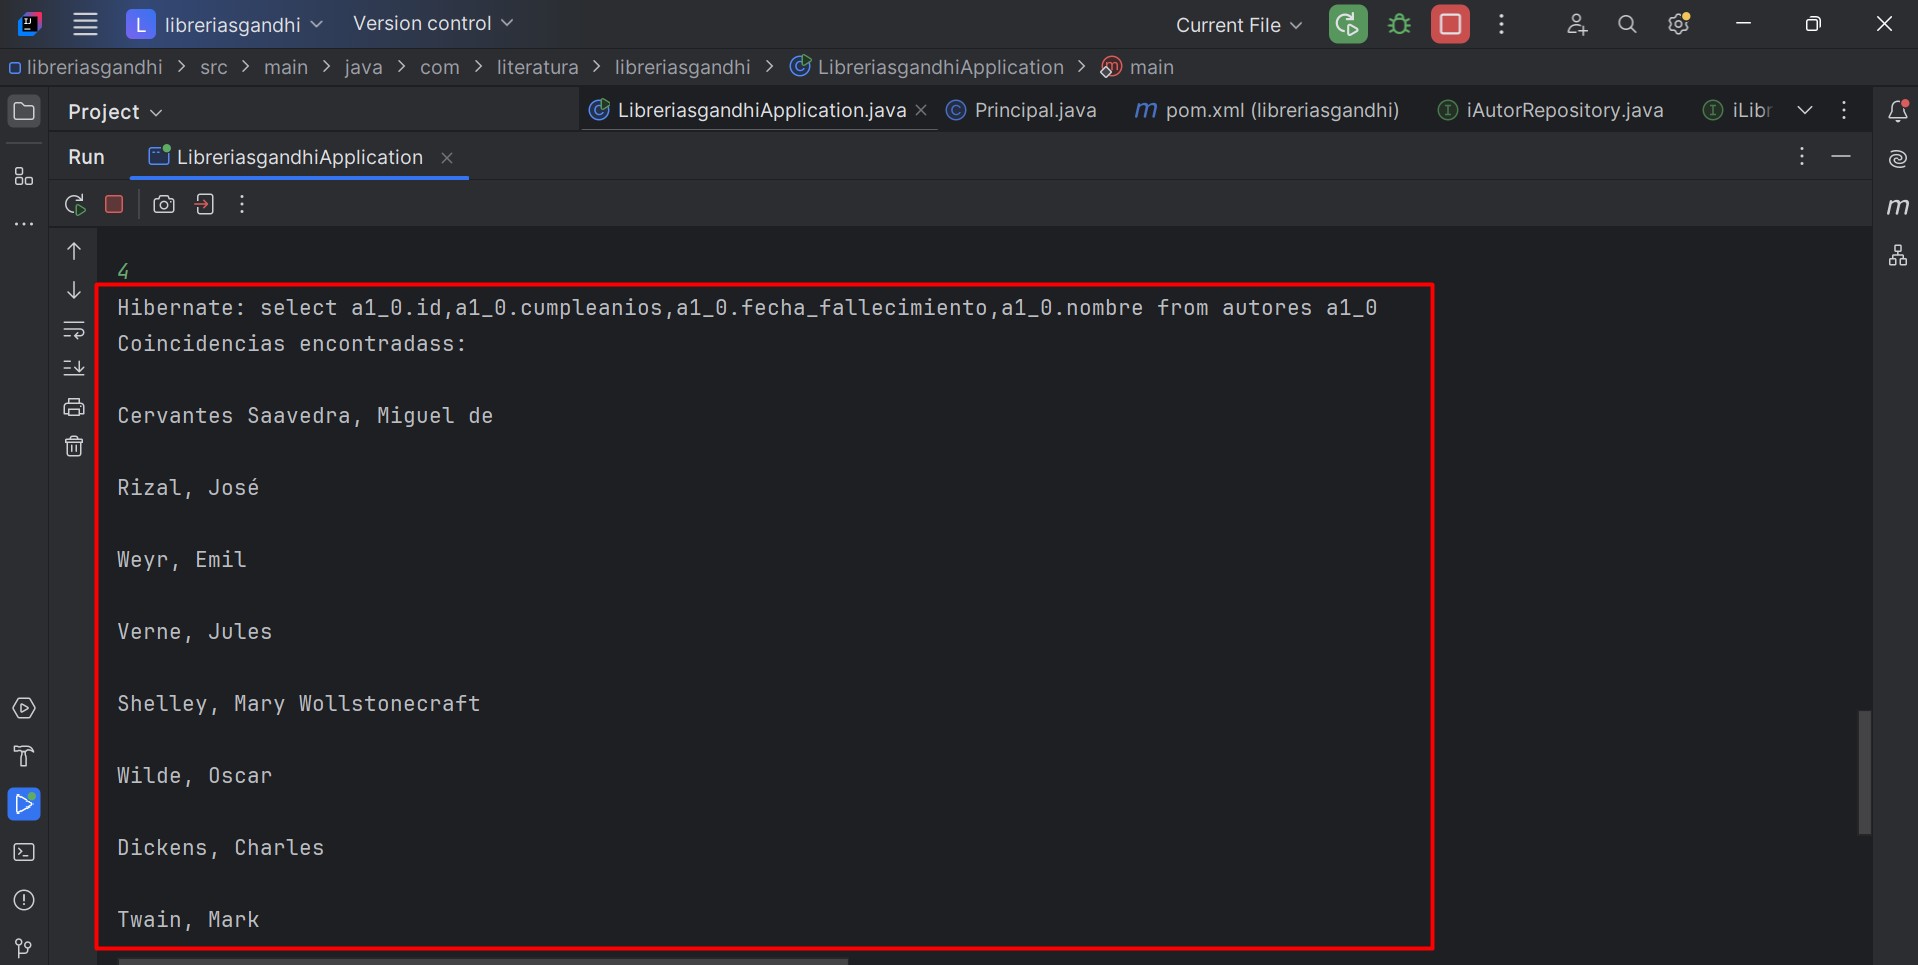 L libreriasgandhi Version control Current File
libreriasgandhi > src > main > java > com > literatura > libreriasgandhi > LibreriasgandhiApplication > main
Project LibreriasgandhiApplication.java Principal.java m pom.xml (libreriasgandhi) iAutorRepository.java iLibr
Run LibreriasgandhiApplication
4
Hibernate: select a1_0.id,a1_0.cumpleanios,a1_0.fecha_fallecimiento,a1_0.nombre from autores a1_0
Coincidencias encontradass:
Cervantes Saavedra, Miguel de
Rizal, José
Weyr, Emil
Verne, Jules
Shelley, Mary Wollstonecraft
Wilde, Oscar
Dickens, Charles
Twain, Mark